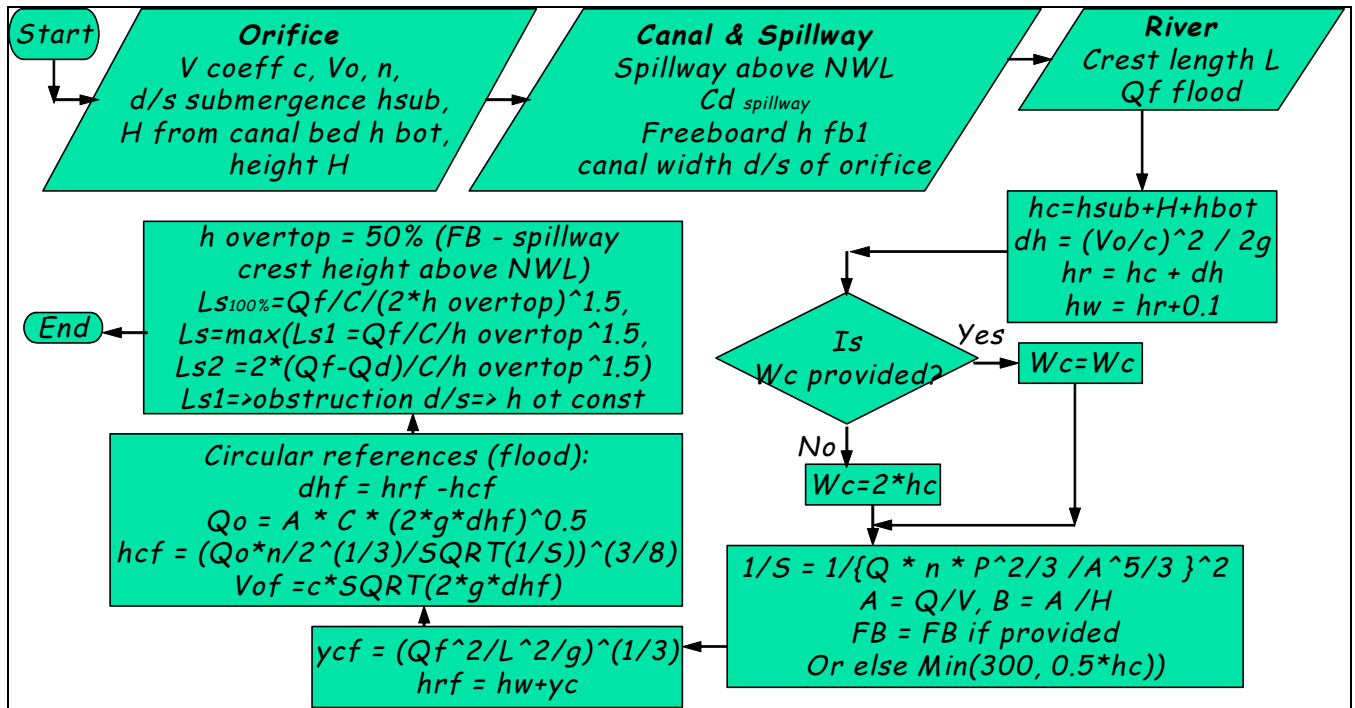 Start
Orifice
V coeff c, Vo, n,
d/s submergence hsub,
H from canal bed h bot,
height H
Canal & Spillway
Spillway above NWL
Cd spillway
Freeboard h fb1
canal width d/s of orifice
River
Crest length L
Qf flood
hc=hsub+H+hbot
dh = (Vo/c)^2 / 2g
hr = hc + dh
hw = hr+0.1
Is
Wc provided?
Yes
Wc=Wc
No
Wc=2*hc
1/S = 1/{Q * n * P^2/3 /A^5/3 }^2
A = Q/V, B = A /H
FB = FB if provided
Or else Min(300, 0.5*hc))
ycf = (Qf^2/L^2/g)^(1/3)
hrf = hw+yc
Circular references (flood):
dhf = hrf -hcf
Qo = A * C * (2*g*dhf)^0.5
hcf = (Qo*n/2^(1/3)/SQRT(1/S))^(3/8)
Vof =c*SQRT(2*g*dhf)
h overtop = 50% (FB - spillway
crest height above NWL)
Ls100%=Qf/C/(2*h overtop)^1.5,
Ls=max(Ls1 =Qf/C/h overtop^1.5,
Ls2 =2*(Qf-Qd)/C/h overtop^1.5)
Ls1=>obstruction d/s=> h ot const
End